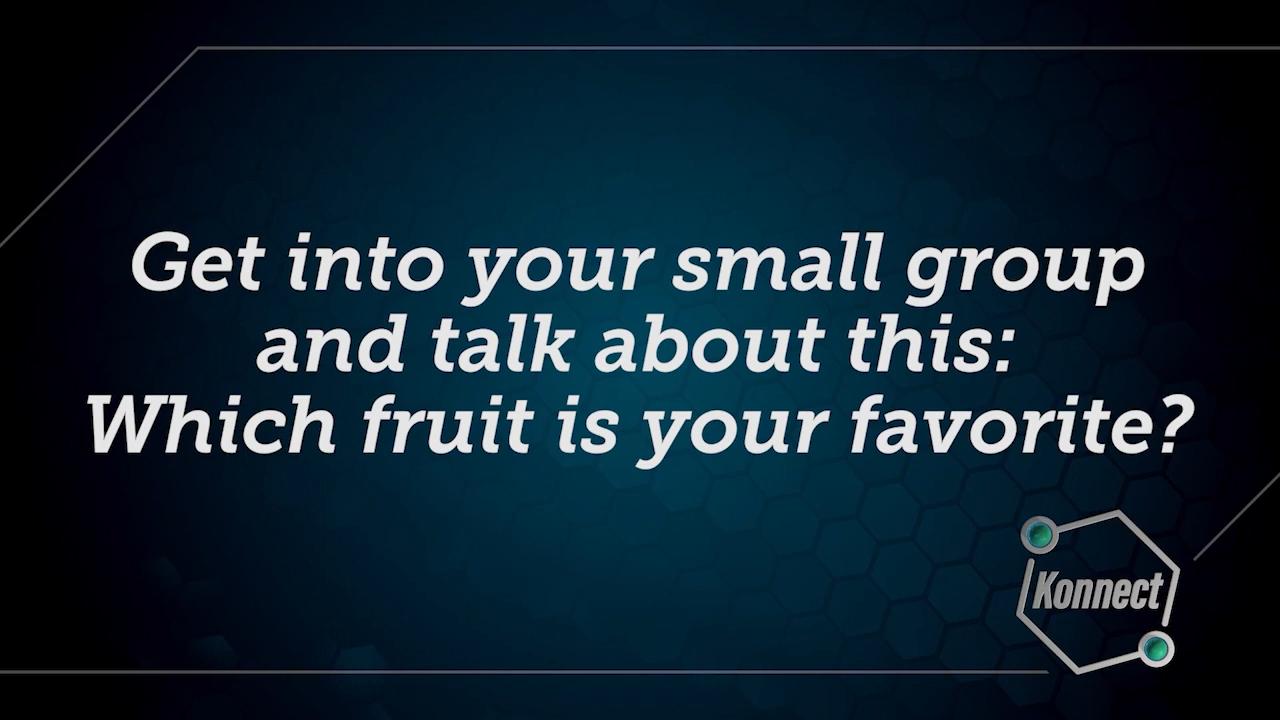 Get into your small group
and talk about this:
Which fruit is your favorite?
Konnect